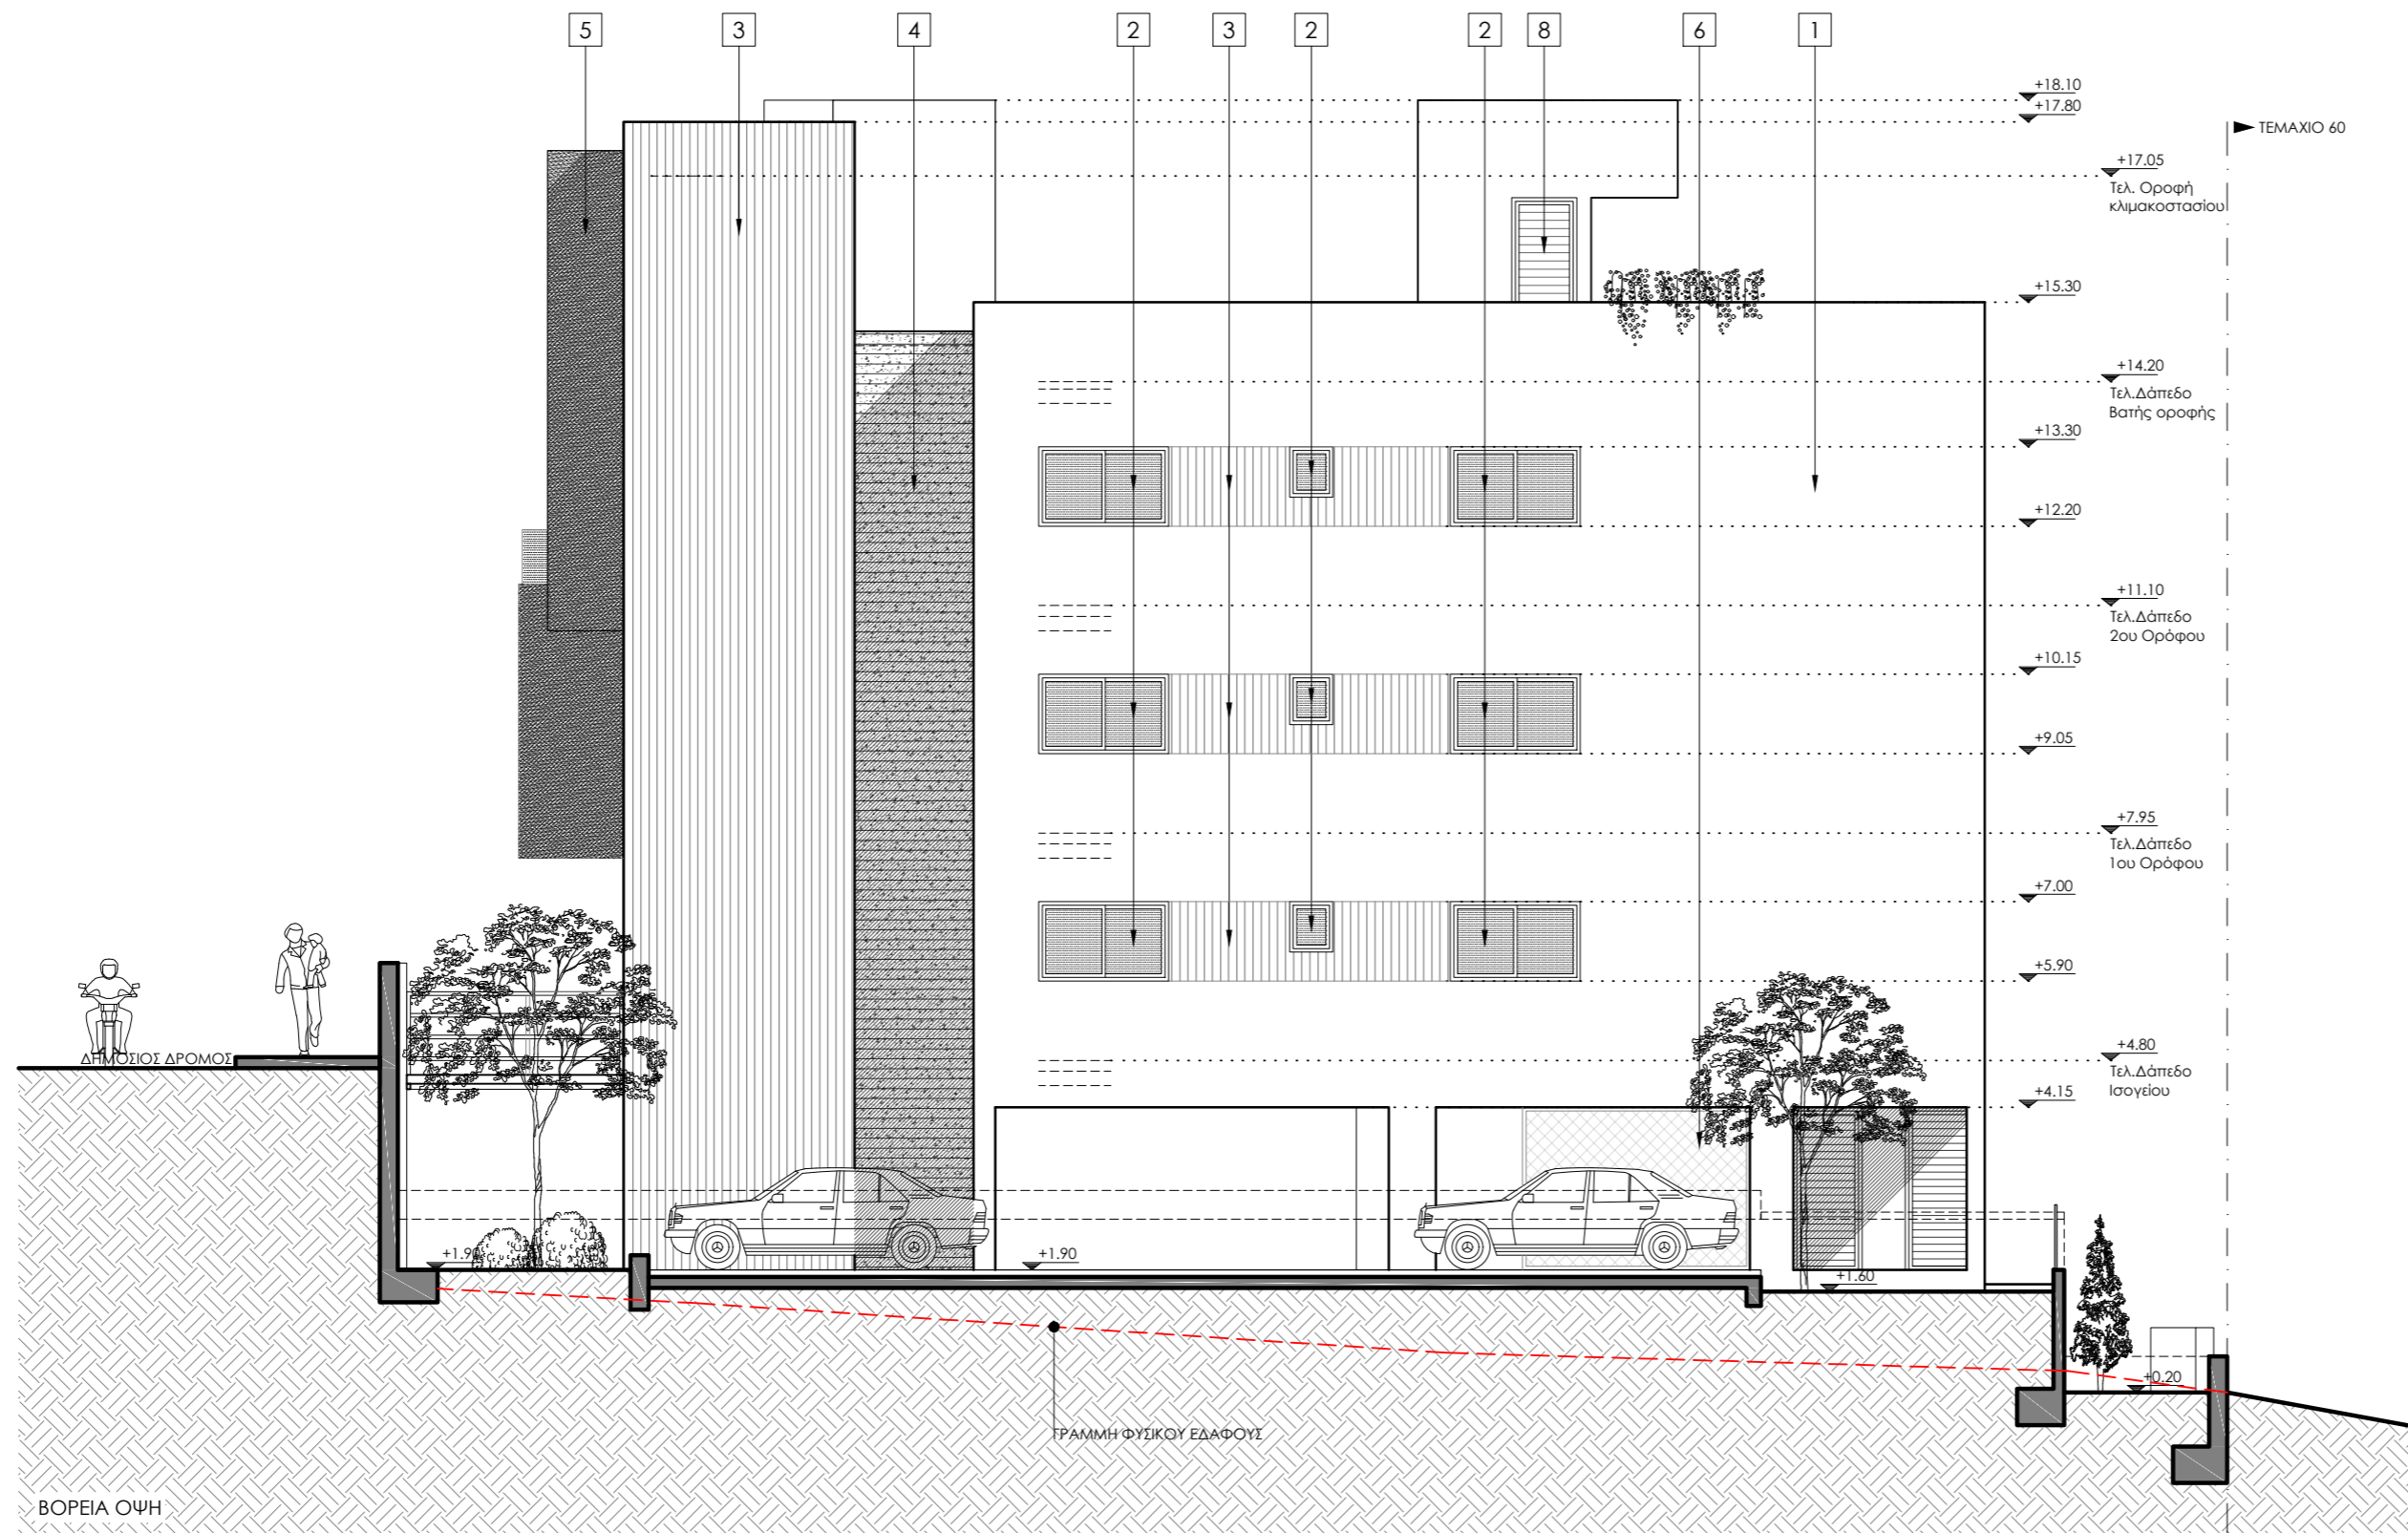 5
3
4
2
3
2
2
8
6
1
+18.10
+17.80
ΤΕΜΑΧΙΟ 60
+17.05
Τελ. Οροφή
κλιμακοστασίου
+15.30
+14.20
Τελ.Δάπεδο
Βατής οροφής
+13.30
+12.20
+11.10
Τελ.Δάπεδο
2ου Ορόφου
+10.15
+9.05
+7.95
Τελ.Δάπεδο
1ου Ορόφου
+7.00
+5.90
+4.80
Τελ.Δάπεδο
Ισογείου
+4.15
ΔΗΜΟΣΙΟΣ ΔΡΟΜΟΣ
+1.90
+1.90
+1.60
+0.20
ΓΡΑΜΜΗ ΦΥΣΙΚΟΥ ΕΔΑΦΟΥΣ
ΒΟΡΕΙΑ ΟΨΗ